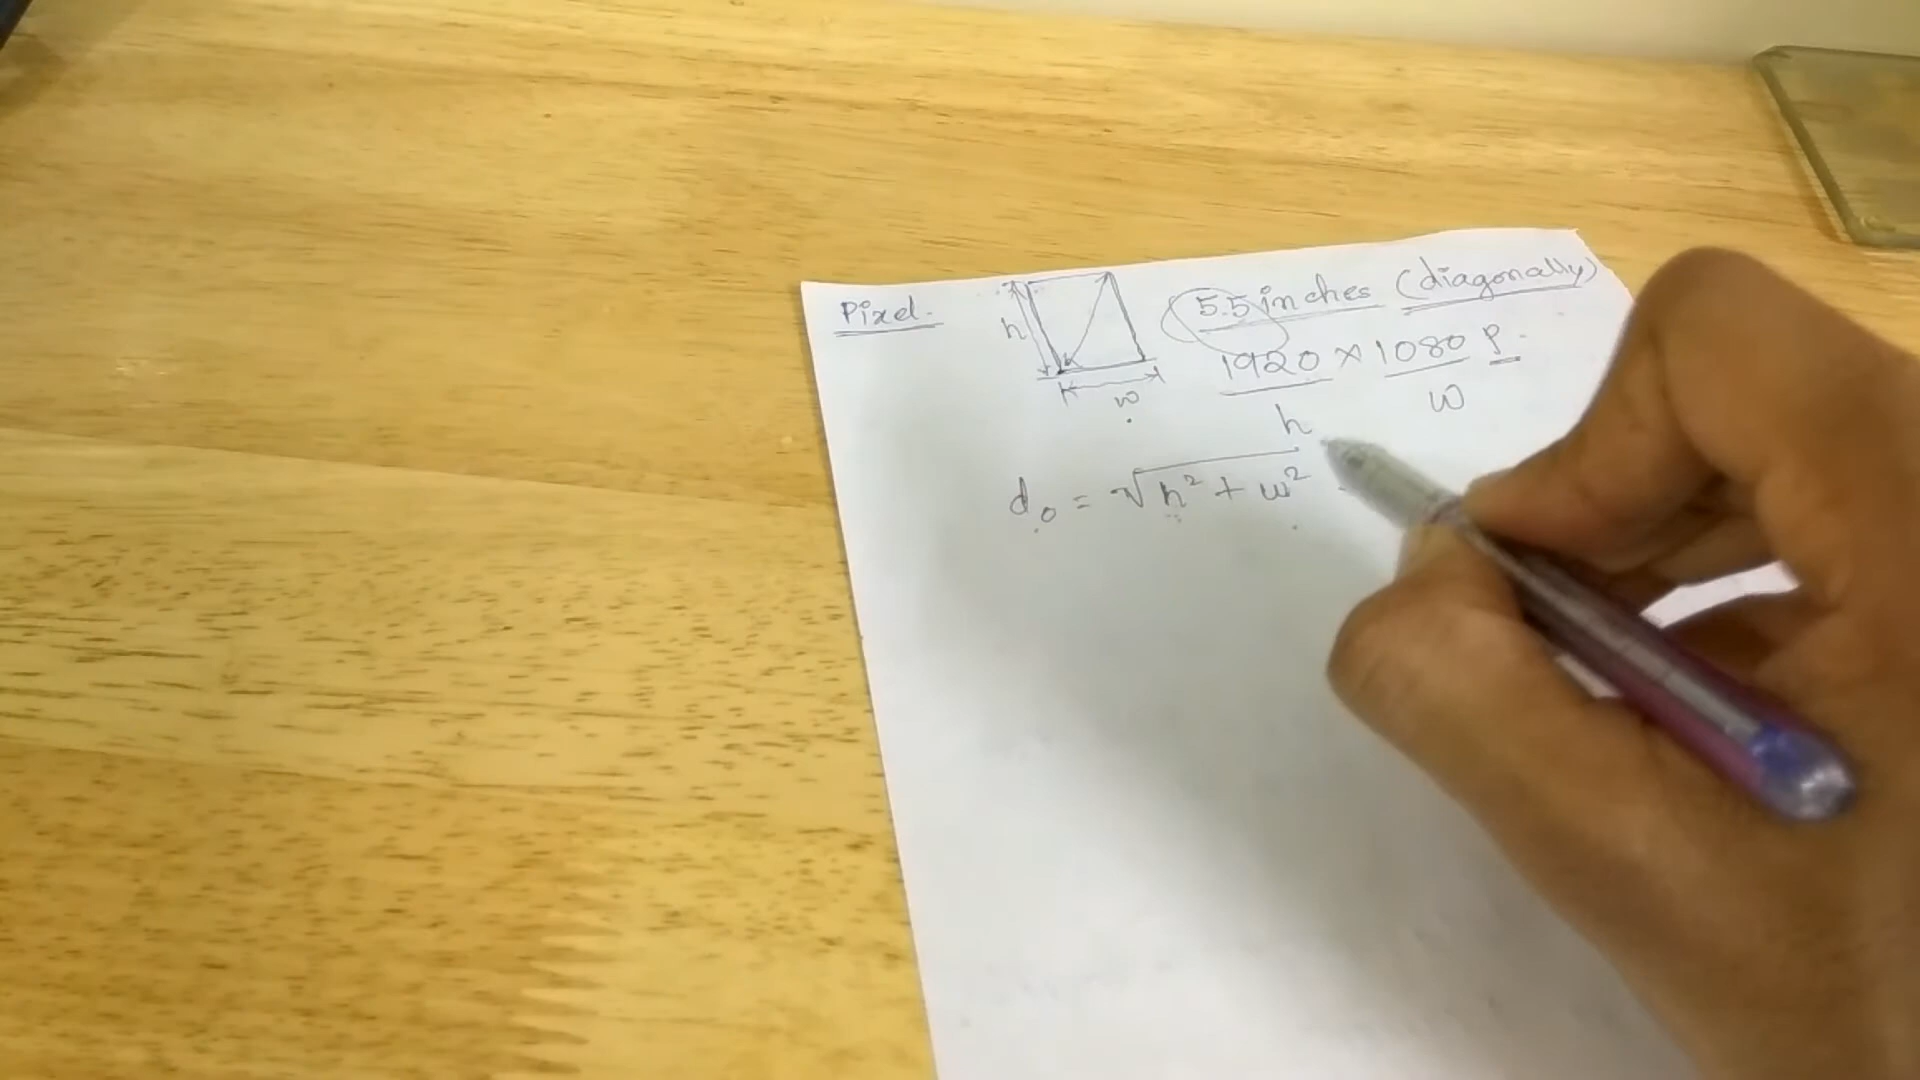 Pixel.
h
w
5.5 inches (diagonally)
1920 × 1080 P.
h w
d₀ = √h² + w²